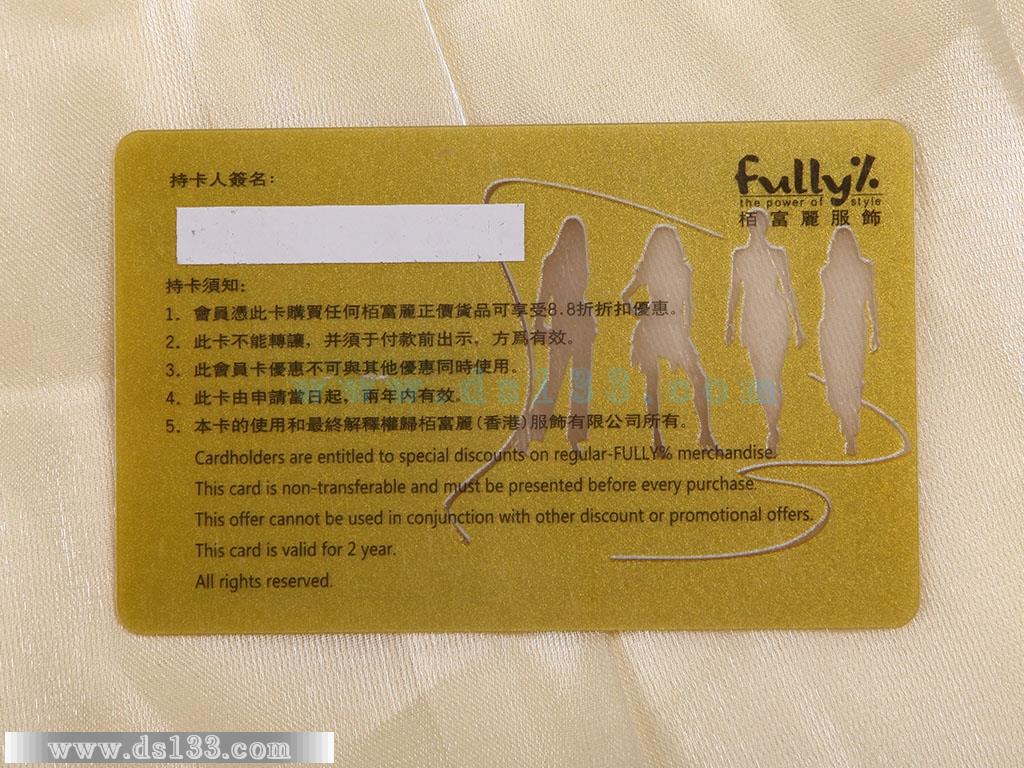 持卡人簽名：
fully%
the power of style
栢富麗服飾
持卡須知：
1. 會員憑此卡購買任何栢富麗正價貨品可享受8.8折折扣優惠。
2. 此卡不能轉讓，并須于付款前出示，方爲有效。
3. 此會員卡優惠不可與其他優惠同時使用。
4. 此卡由申請當日起，兩年内有效。
5. 本卡的使用和最終解釋權歸栢富麗(香港)服飾有限公司所有。
www.ds133.com
Cardholders are entitled to special discounts on regular-FULLY% merchandise.
This card is non-transferable and must be presented before every purchase.
This offer cannot be used in conjunction with other discount or promotional offers.
This card is valid for 2 year.
All rights reserved.
www.ds133.com